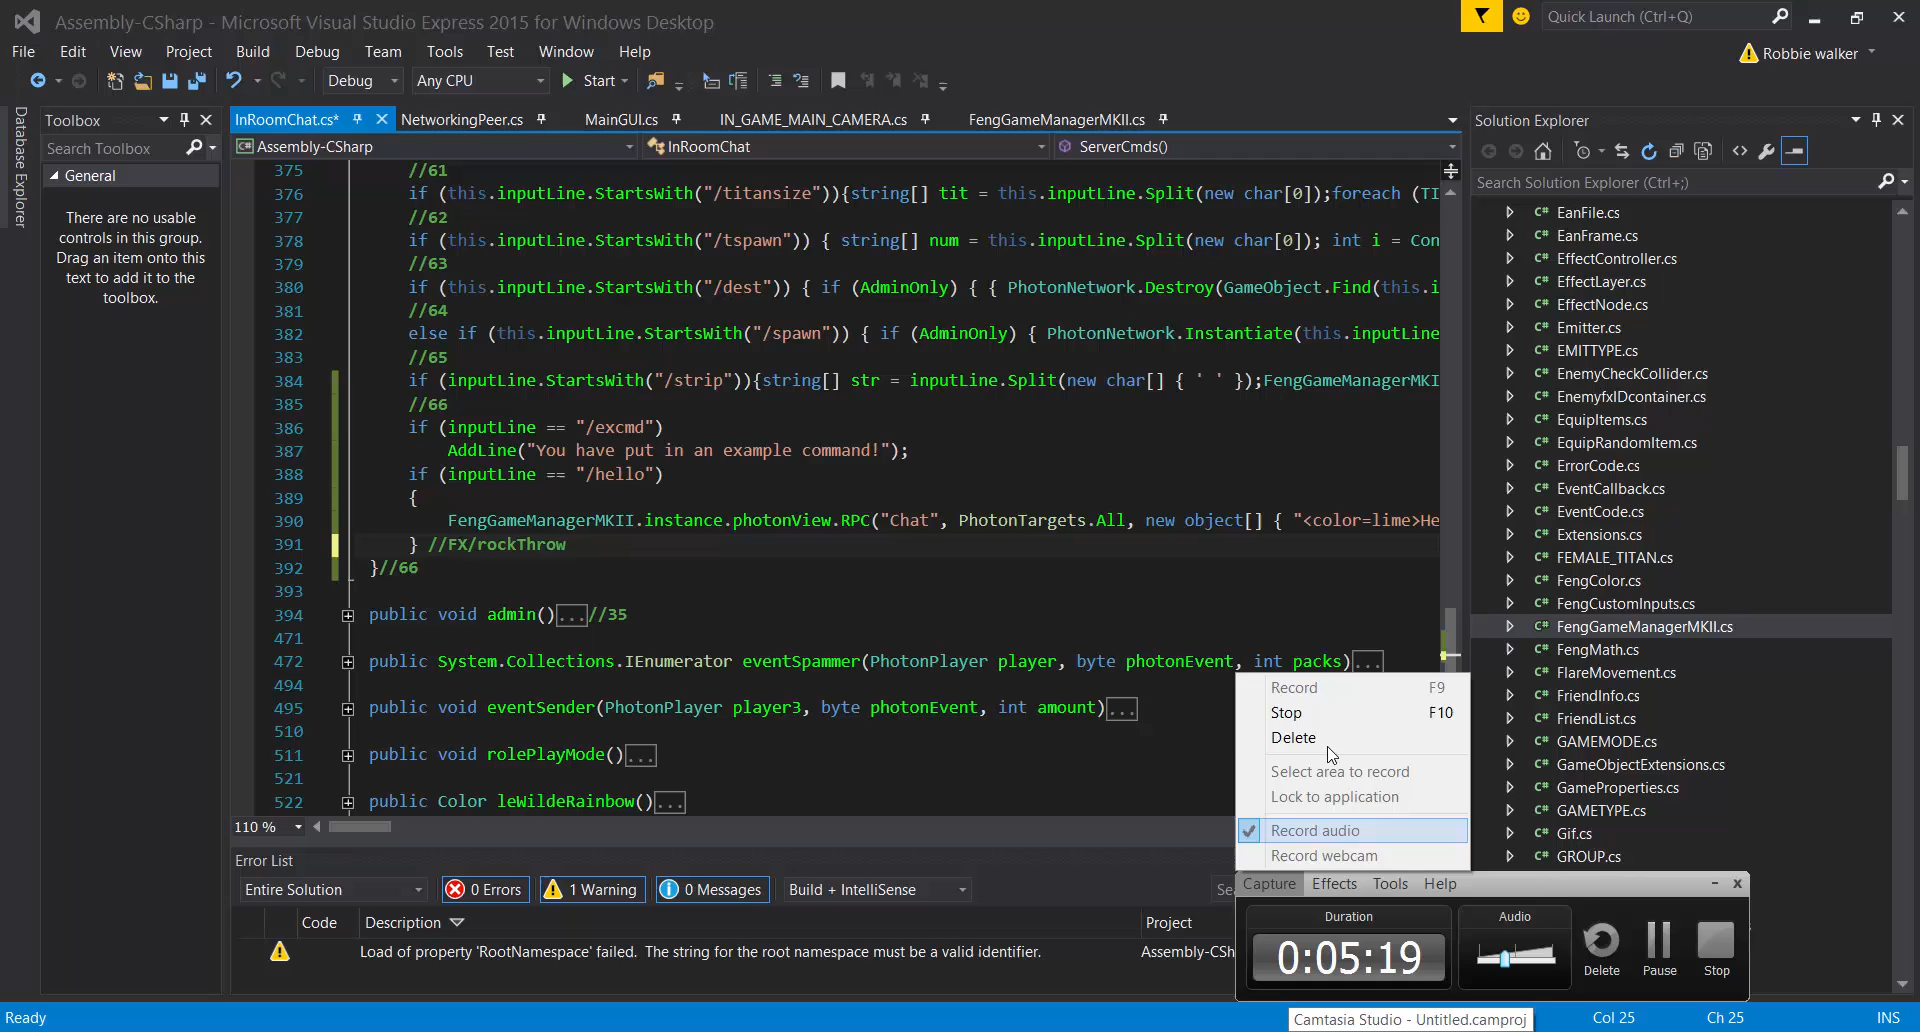 Assembly-CSharp - Microsoft Visual Studio Express 2015 for Windows Desktop
Quick Launch (Ctrl+Q)
File Edit View Project Build Debug Team Tools Test Window Help
Robbie walker
Debug Any CPU Start
Database Explorer
Toolbox
Search Toolbox
General
There are no usable
controls in this group.
Drag an item onto this
text to add it to the
toolbox.
InRoomChat.cs* NetworkingPeer.cs MainGUI.cs IN_GAME_MAIN_CAMERA.cs FengGameManagerMKII.cs
Assembly-CSharp InRoomChat ServerCmds()
375 //61
376 if (this.inputLine.StartsWith("/titansize")){string[] tit = this.inputLine.Split(new char[0]);foreach (TI
377 //62
378 if (this.inputLine.StartsWith("/tspawn")) { string[] num = this.inputLine.Split(new char[0]); int i = Con
379 //63
380 if (this.inputLine.StartsWith("/dest")) { if (AdminOnly) { { PhotonNetwork.Destroy(GameObject.Find(this.i
381 //64
382 else if (this.inputLine.StartsWith("/spawn")) { if (AdminOnly) { PhotonNetwork.Instantiate(this.inputLine
383 //65
384 if (inputLine.StartsWith("/strip")){string[] str = inputLine.Split(new char[] { ' ' });FengGameManagerMKI
385 //66
386 if (inputLine == "/excmd")
387 AddLine("You have put in an example command!");
388 if (inputLine == "/hello")
389 {
390 FengGameManagerMKII.instance.photonView.RPC("Chat", PhotonTargets.All, new object[] { "<color=lime>He
391 } //FX/rockThrow
392 }//66
393
394 public void admin()...//35
471
472 public System.Collections.IEnumerator eventSpammer(PhotonPlayer player, byte photonEvent, int packs)...
494
495 public void eventSender(PhotonPlayer player3, byte photonEvent, int amount)...
510
511 public void rolePlayMode()...
521
522 public Color leWildeRainbow()...
110 %
Solution Explorer
Search Solution Explorer (Ctrl+;)
C# EanFile.cs
C# EanFrame.cs
C# EffectController.cs
C# EffectLayer.cs
C# EffectNode.cs
C# Emitter.cs
C# EMITTYPE.cs
C# EnemyCheckCollider.cs
C# EnemyfxIDcontainer.cs
C# EquipItems.cs
C# EquipRandomItem.cs
C# ErrorCode.cs
C# EventCallback.cs
C# EventCode.cs
C# Extensions.cs
C# FEMALE_TITAN.cs
C# FengColor.cs
C# FengCustomInputs.cs
C# FengGameManagerMKII.cs
C# FengMath.cs
C# FlareMovement.cs
C# FriendInfo.cs
C# FriendList.cs
C# GAMEMODE.cs
C# GameObjectExtensions.cs
C# GameProperties.cs
C# GAMETYPE.cs
C# Gif.cs
C# GROUP.cs
Record F9
Stop F10
Delete
Select area to record
Lock to application
Record audio
Record webcam
Capture Effects Tools Help
Duration
0:05:19
Audio
Delete Pause Stop
Error List
Entire Solution 0 Errors 1 Warning 0 Messages Build + IntelliSense Se
Code Description Project
Load of property 'RootNamespace' failed. The string for the root namespace must be a valid identifier. Assembly-CSh
Camtasia Studio - Untitled.camproj
Ready Col 25 Ch 25 INS